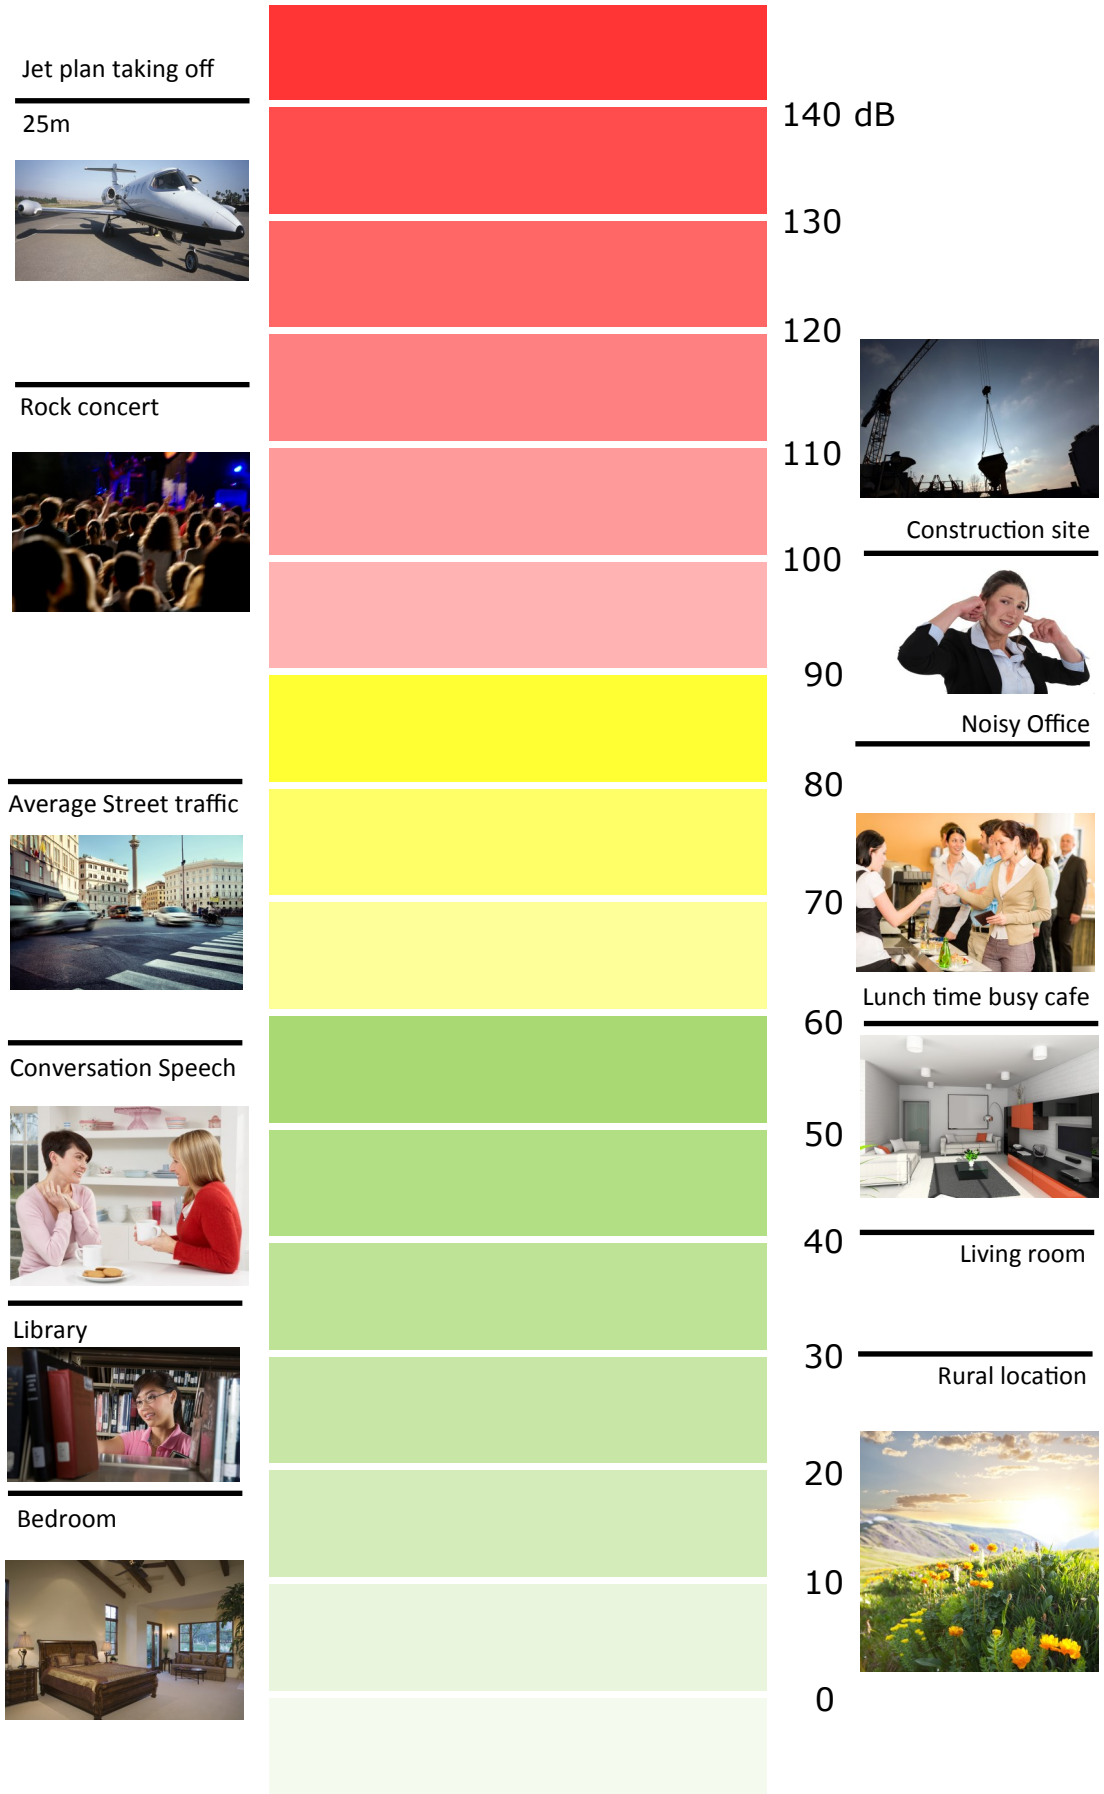 Jet plan taking off
25m
140 dB
130
120
Rock concert
110
Construction site
100
90
Noisy Office
80
Average Street traffic
70
Lunch time busy cafe
60
Conversation Speech
50
40
Living room
Library
30
Rural location
20
Bedroom
10
0